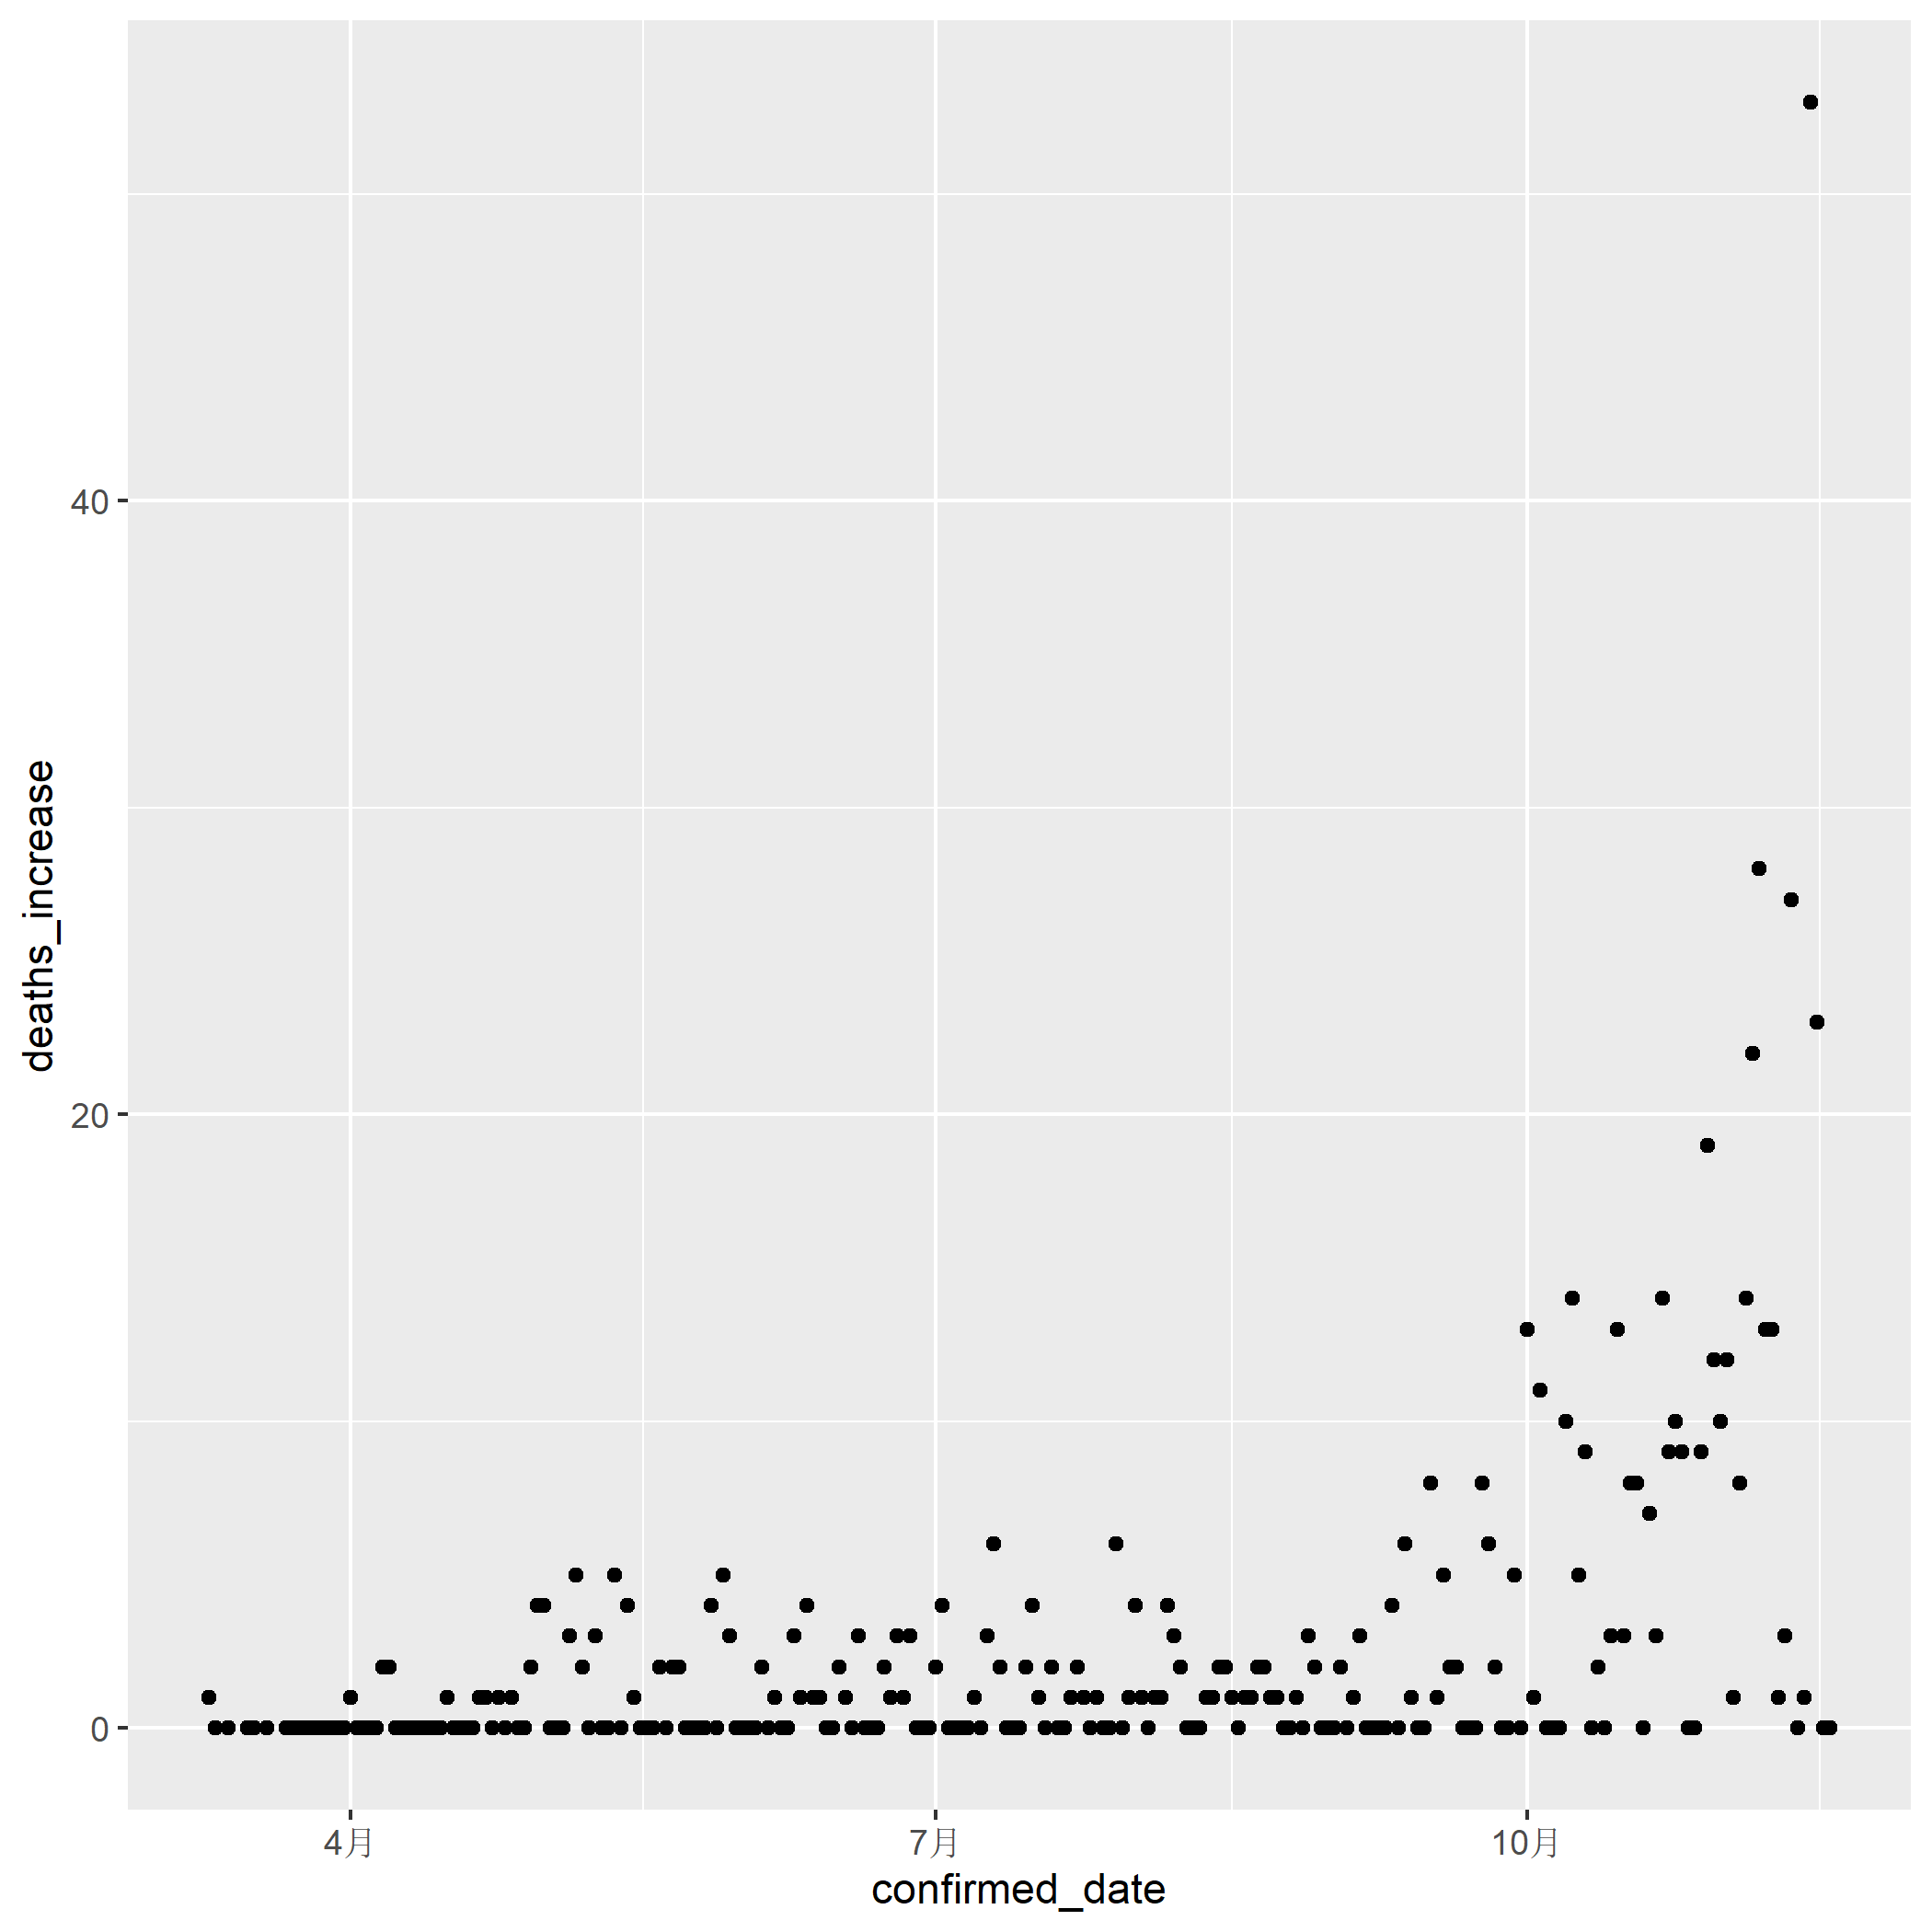 deaths_increase
40
20
0
4月
7月
10月
confirmed_date